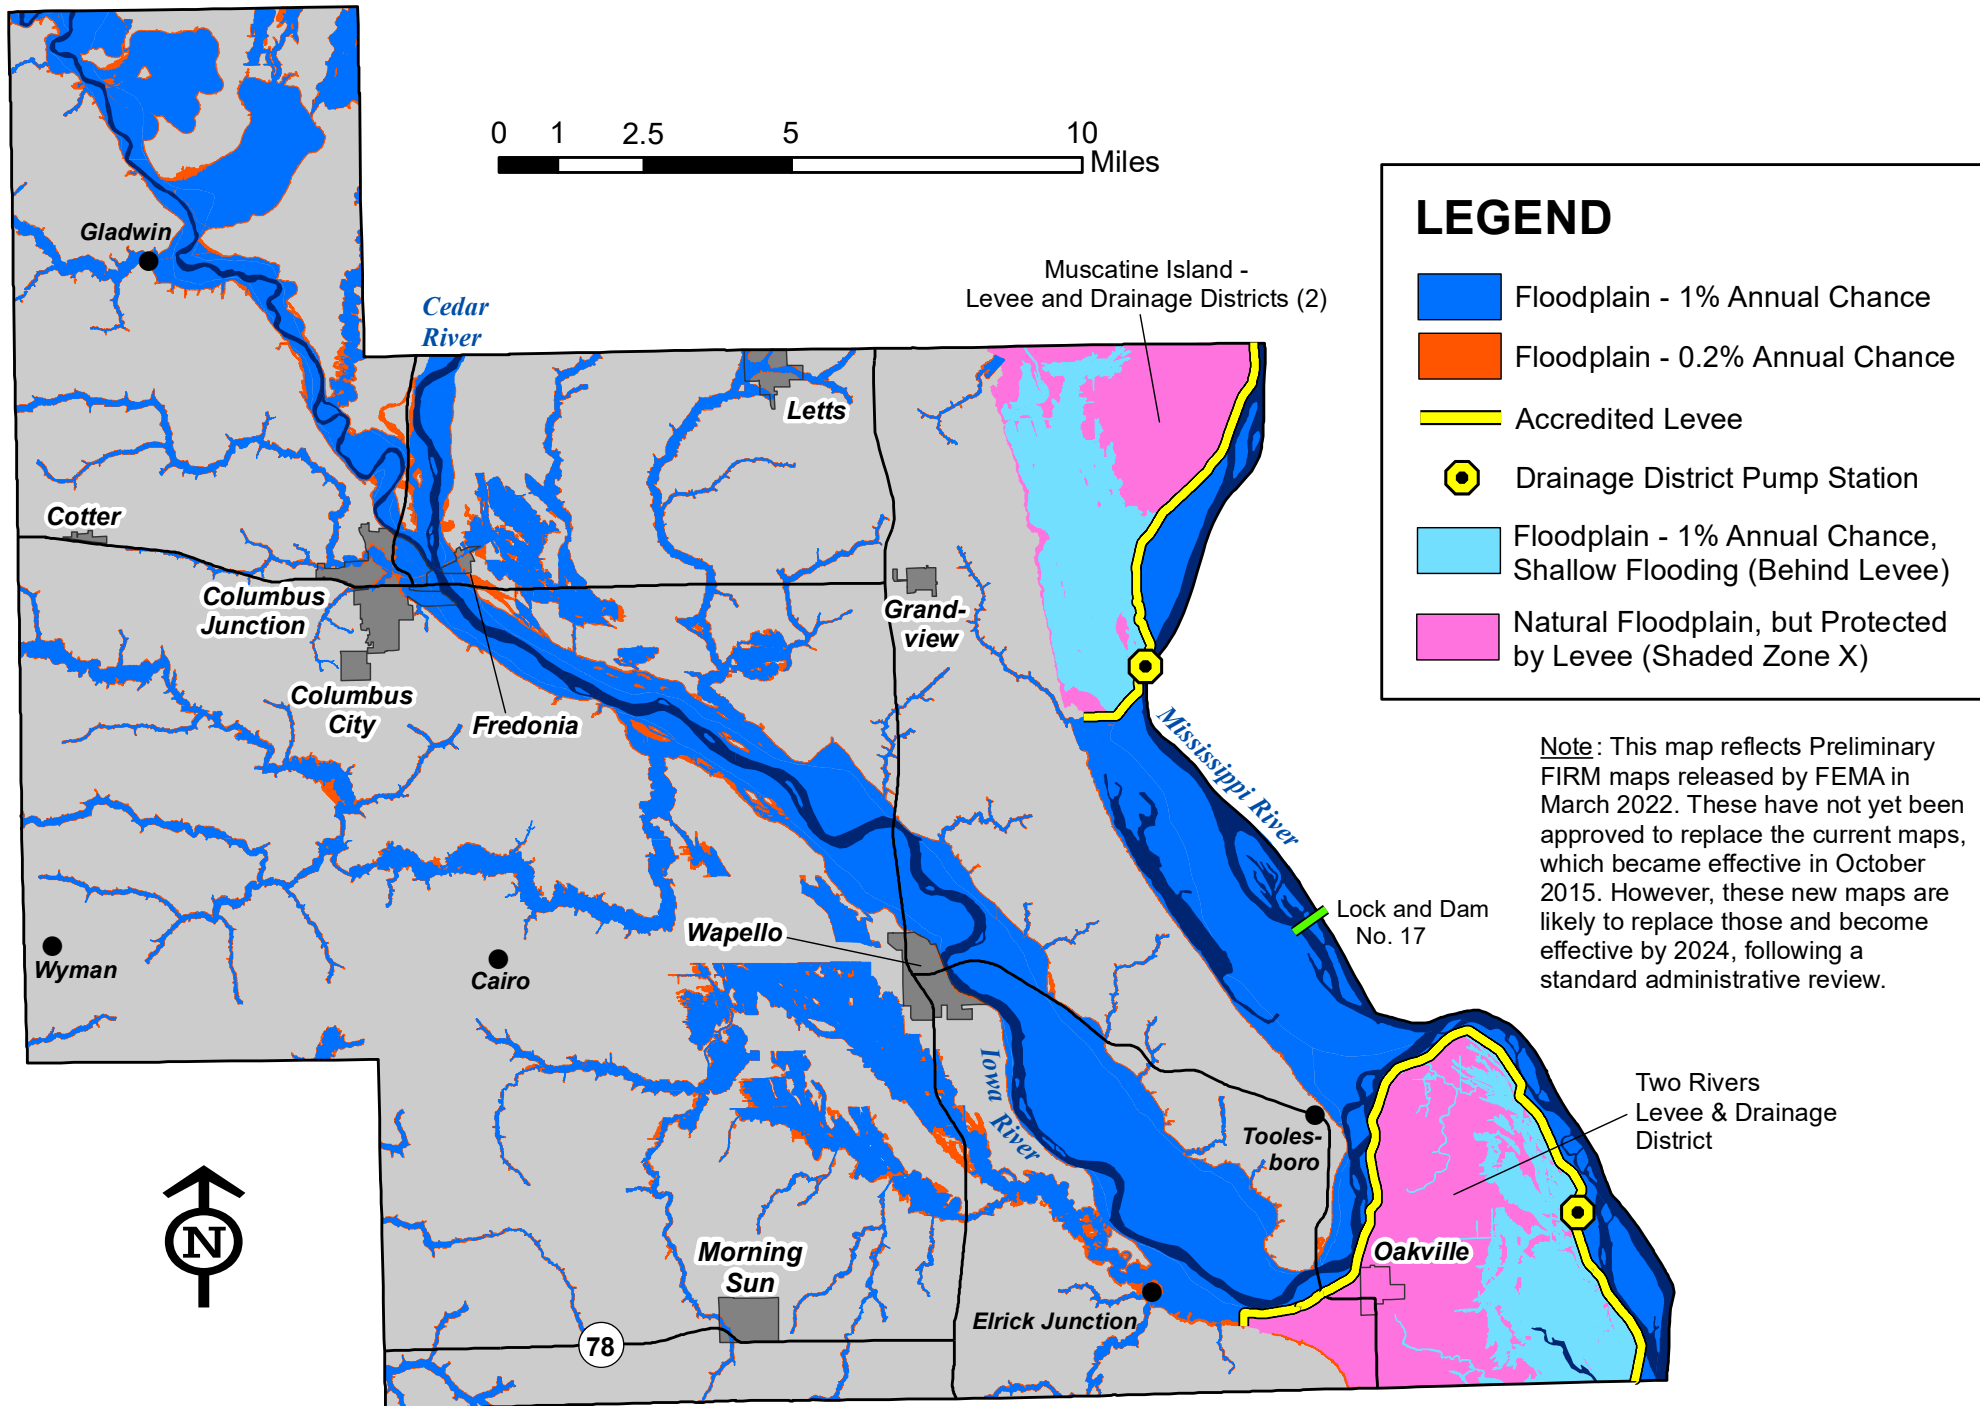 0 1 2.5 5 10
Miles
LEGEND
Floodplain - 1% Annual Chance
Floodplain - 0.2% Annual Chance
Accredited Levee
Drainage District Pump Station
Floodplain - 1% Annual Chance,
Shallow Flooding (Behind Levee)
Natural Floodplain, but Protected
by Levee (Shaded Zone X)
Note: This map reflects Preliminary
FIRM maps released by FEMA in
March 2022. These have not yet been
approved to replace the current maps,
which became effective in October
2015. However, these new maps are
likely to replace those and become
effective by 2024, following a
standard administrative review.
Gladwin
Cedar
River
Muscatine Island -
Levee and Drainage Districts (2)
Letts
Cotter
Columbus
Junction
Grand-
view
Columbus
City
Fredonia
Mississippi River
Lock and Dam
No. 17
Wapello
Wyman
Cairo
Iowa River
Two Rivers
Levee & Drainage
District
Tooles-
boro
Morning
Sun
Oakville
Elrick Junction
78
N